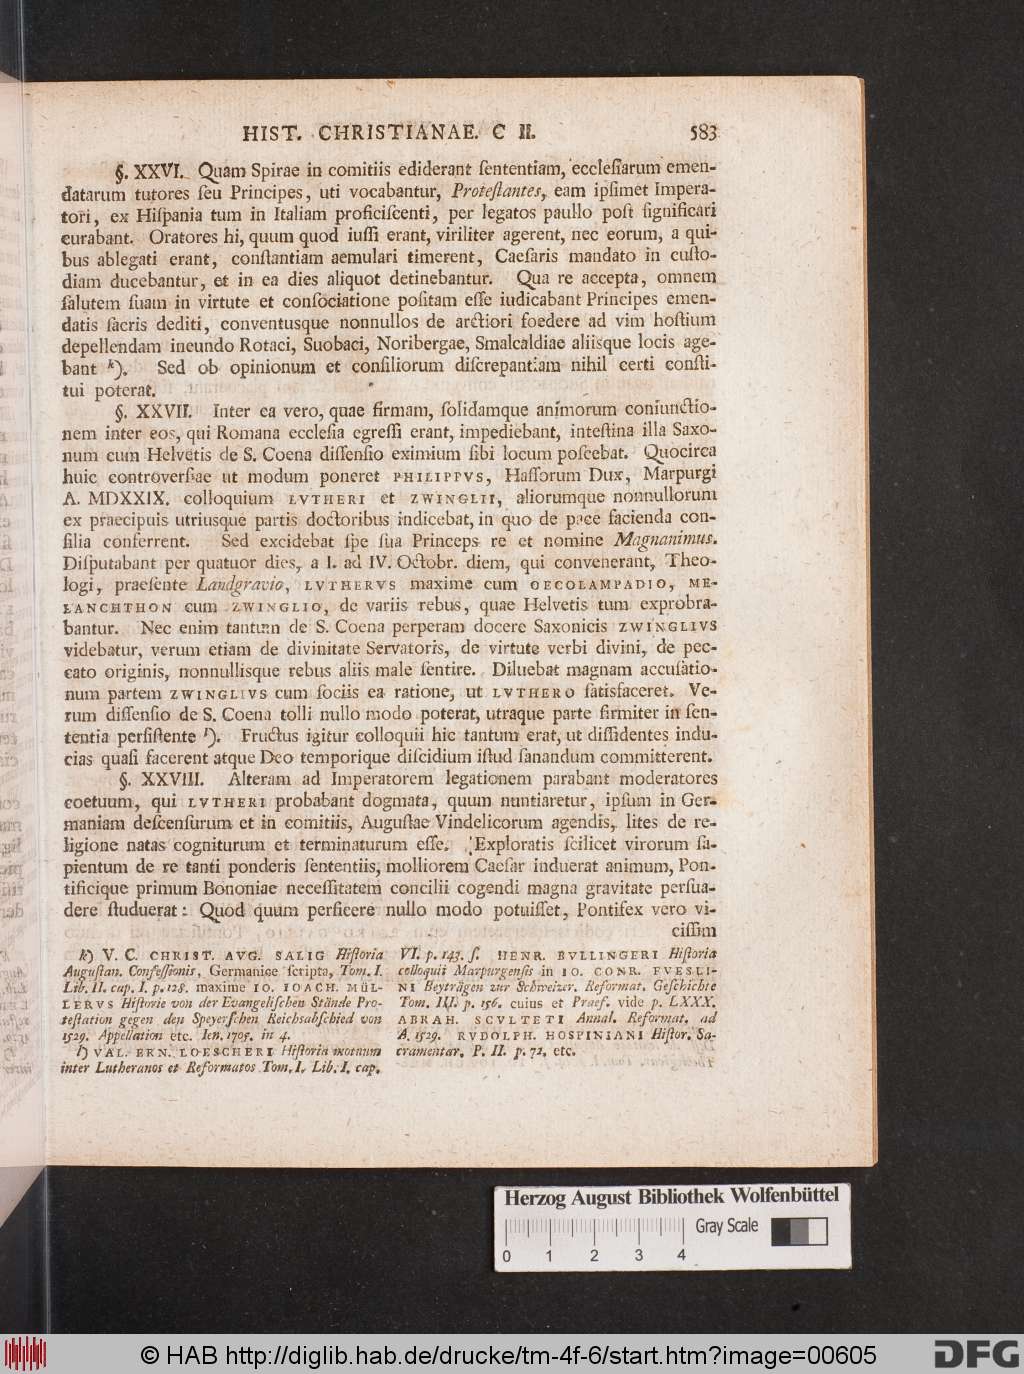 HIST. CHRISTIANAE. C II. 583
§. XXVI. Quam Spirae in comitiis ediderant ſententiam, eccleſiarum emen-
datarum tutores ſeu Principes, uti vocabantur, Proteſtantes, eam ipſimet Impera-
tori, ex Hiſpania tum in Italiam proficiſcenti, per legatos paullo poſt ſignificari
curabant. Oratores hi, quum quod iuſſi erant, viriliter agerent, nec eorum, a qui-
bus ablegati erant, conſtantiam aemulari timerent, Caeſaris mandato in cuſto-
diam ducebantur, et in ea dies aliquot detinebantur. Qua re accepta, omnem
ſalutem ſuam in virtute et conſociatione poſitam eſſe iudicabant Principes emen-
datis ſacris dediti, conventusque nonnullos de arctiori foedere ad vim hoſtium
depellendam ineundo Rotaci, Suobaci, Noribergae, Smalcaldiae aliisque locis age-
bant k). Sed ob opinionum et conſiliorum diſcrepantiam nihil certi conſti-
tui poterat.
§. XXVII. Inter ea vero, quae firmam, ſolidamque animorum coniunctio-
nem inter eos, qui Romana eccleſia egreſſi erant, impediebant, inteſtina illa Saxo-
num cum Helvetis de S. Coena diſſenſio eximium ſibi locum poſcebat. Quocirca
huic controverſiae ut modum poneret PHILIPPVS, Haſſorum Dux, Marpurgi
A. MDXXIX. colloquium LVTHERI et ZWINGLII, aliorumque nonnullorum
ex praecipuis utriusque partis doctoribus indicebat, in quo de pace facienda con-
ſilia conferrent. Sed excidebat ſpe ſua Princeps re et nomine Magnanimus.
Diſputabant per quatuor dies, a I. ad IV. Octobr. diem, qui convenerant, Theo-
logi, praeſente Landgravio, LVTHERVS maxime cum OECOLAMPADIO, ME-
LANCHTHON cum ZWINGLIO, de variis rebus, quae Helvetis tum exprobra-
bantur. Nec enim tantum de S. Coena perperam docere Saxonicis ZWINGLIVS
videbatur, verum etiam de divinitate Servatoris, de virtute verbi divini, de pec-
cato originis, nonnullisque rebus aliis male ſentire. Diluebat magnam accuſatio-
num partem ZWINGLIVS cum ſociis ea ratione, ut LVTHERO ſatisfaceret. Ve-
rum diſſenſio de S. Coena tolli nullo modo poterat, utraque parte firmiter in ſen-
tentia perſiſtente l). Fructus igitur colloquii hic tantum erat, ut diſſidentes indu-
cias quaſi facerent atque Deo temporique diſcidium iſtud ſanandum committerent.
§. XXVIII. Alteram ad Imperatorem legationem parabant moderatores
coetuum, qui LVTHERI probabant dogmata, quum nuntiaretur, ipſum in Ger-
maniam deſcenſurum et in comitiis, Auguſtae Vindelicorum agendis, lites de re-
ligione natas cogniturum et terminaturum eſſe. Exploratis ſcilicet virorum ſa-
pientum de re tanti ponderis ſententiis, molliorem Caeſar induerat animum, Pon-
tificique primum Bononiae neceſſitatem concilii cogendi magna gravitate perſua-
dere ſtuduerat: Quod quum perficere nullo modo potuiſſet, Pontifex vero vi-
ciſſim
k) V. C. CHRIST. AVG. SALIG Hiſtoria
Auguſtan. Confeſſionis, Germanice ſcripta, Tom. I.
Lib. II. cap. I. p. 128. maxime IO. IOACH. MÜL-
LERVS Hiſtorie von der Evangeliſchen Stände Pro-
teſtation gegen den Speyerſchen Reichsabſchied von
1529. Appellation etc. Ien. 1705. in 4.
l) VAL. ERN. LOESCHERI Hiſtoria motuum
inter Lutheranos et Reformatos Tom. I. Lib. I. cap.
VI. p. 143. ſ. HENR. BVLLINGERI Hiſtoria
colloquii Marpurgenſis in IO. CONR. FVESLI-
NI Beyträgen zur Schweizer. Reformat. Geſchichte
Tom. III. p. 156. cuius et Praef. vide p. LXXX.
ABRAH. SCVLTETI Annal. Reformat. ad
A. 1529. RVDOLPH. HOSPINIANI Hiſtor. Sa-
cramentar. P. II. p. 72. etc.
Herzog August Bibliothek Wolfenbüttel
Gray Scale
0 1 2 3 4
© HAB http://diglib.hab.de/drucke/tm-4f-6/start.htm?image=00605
DFG